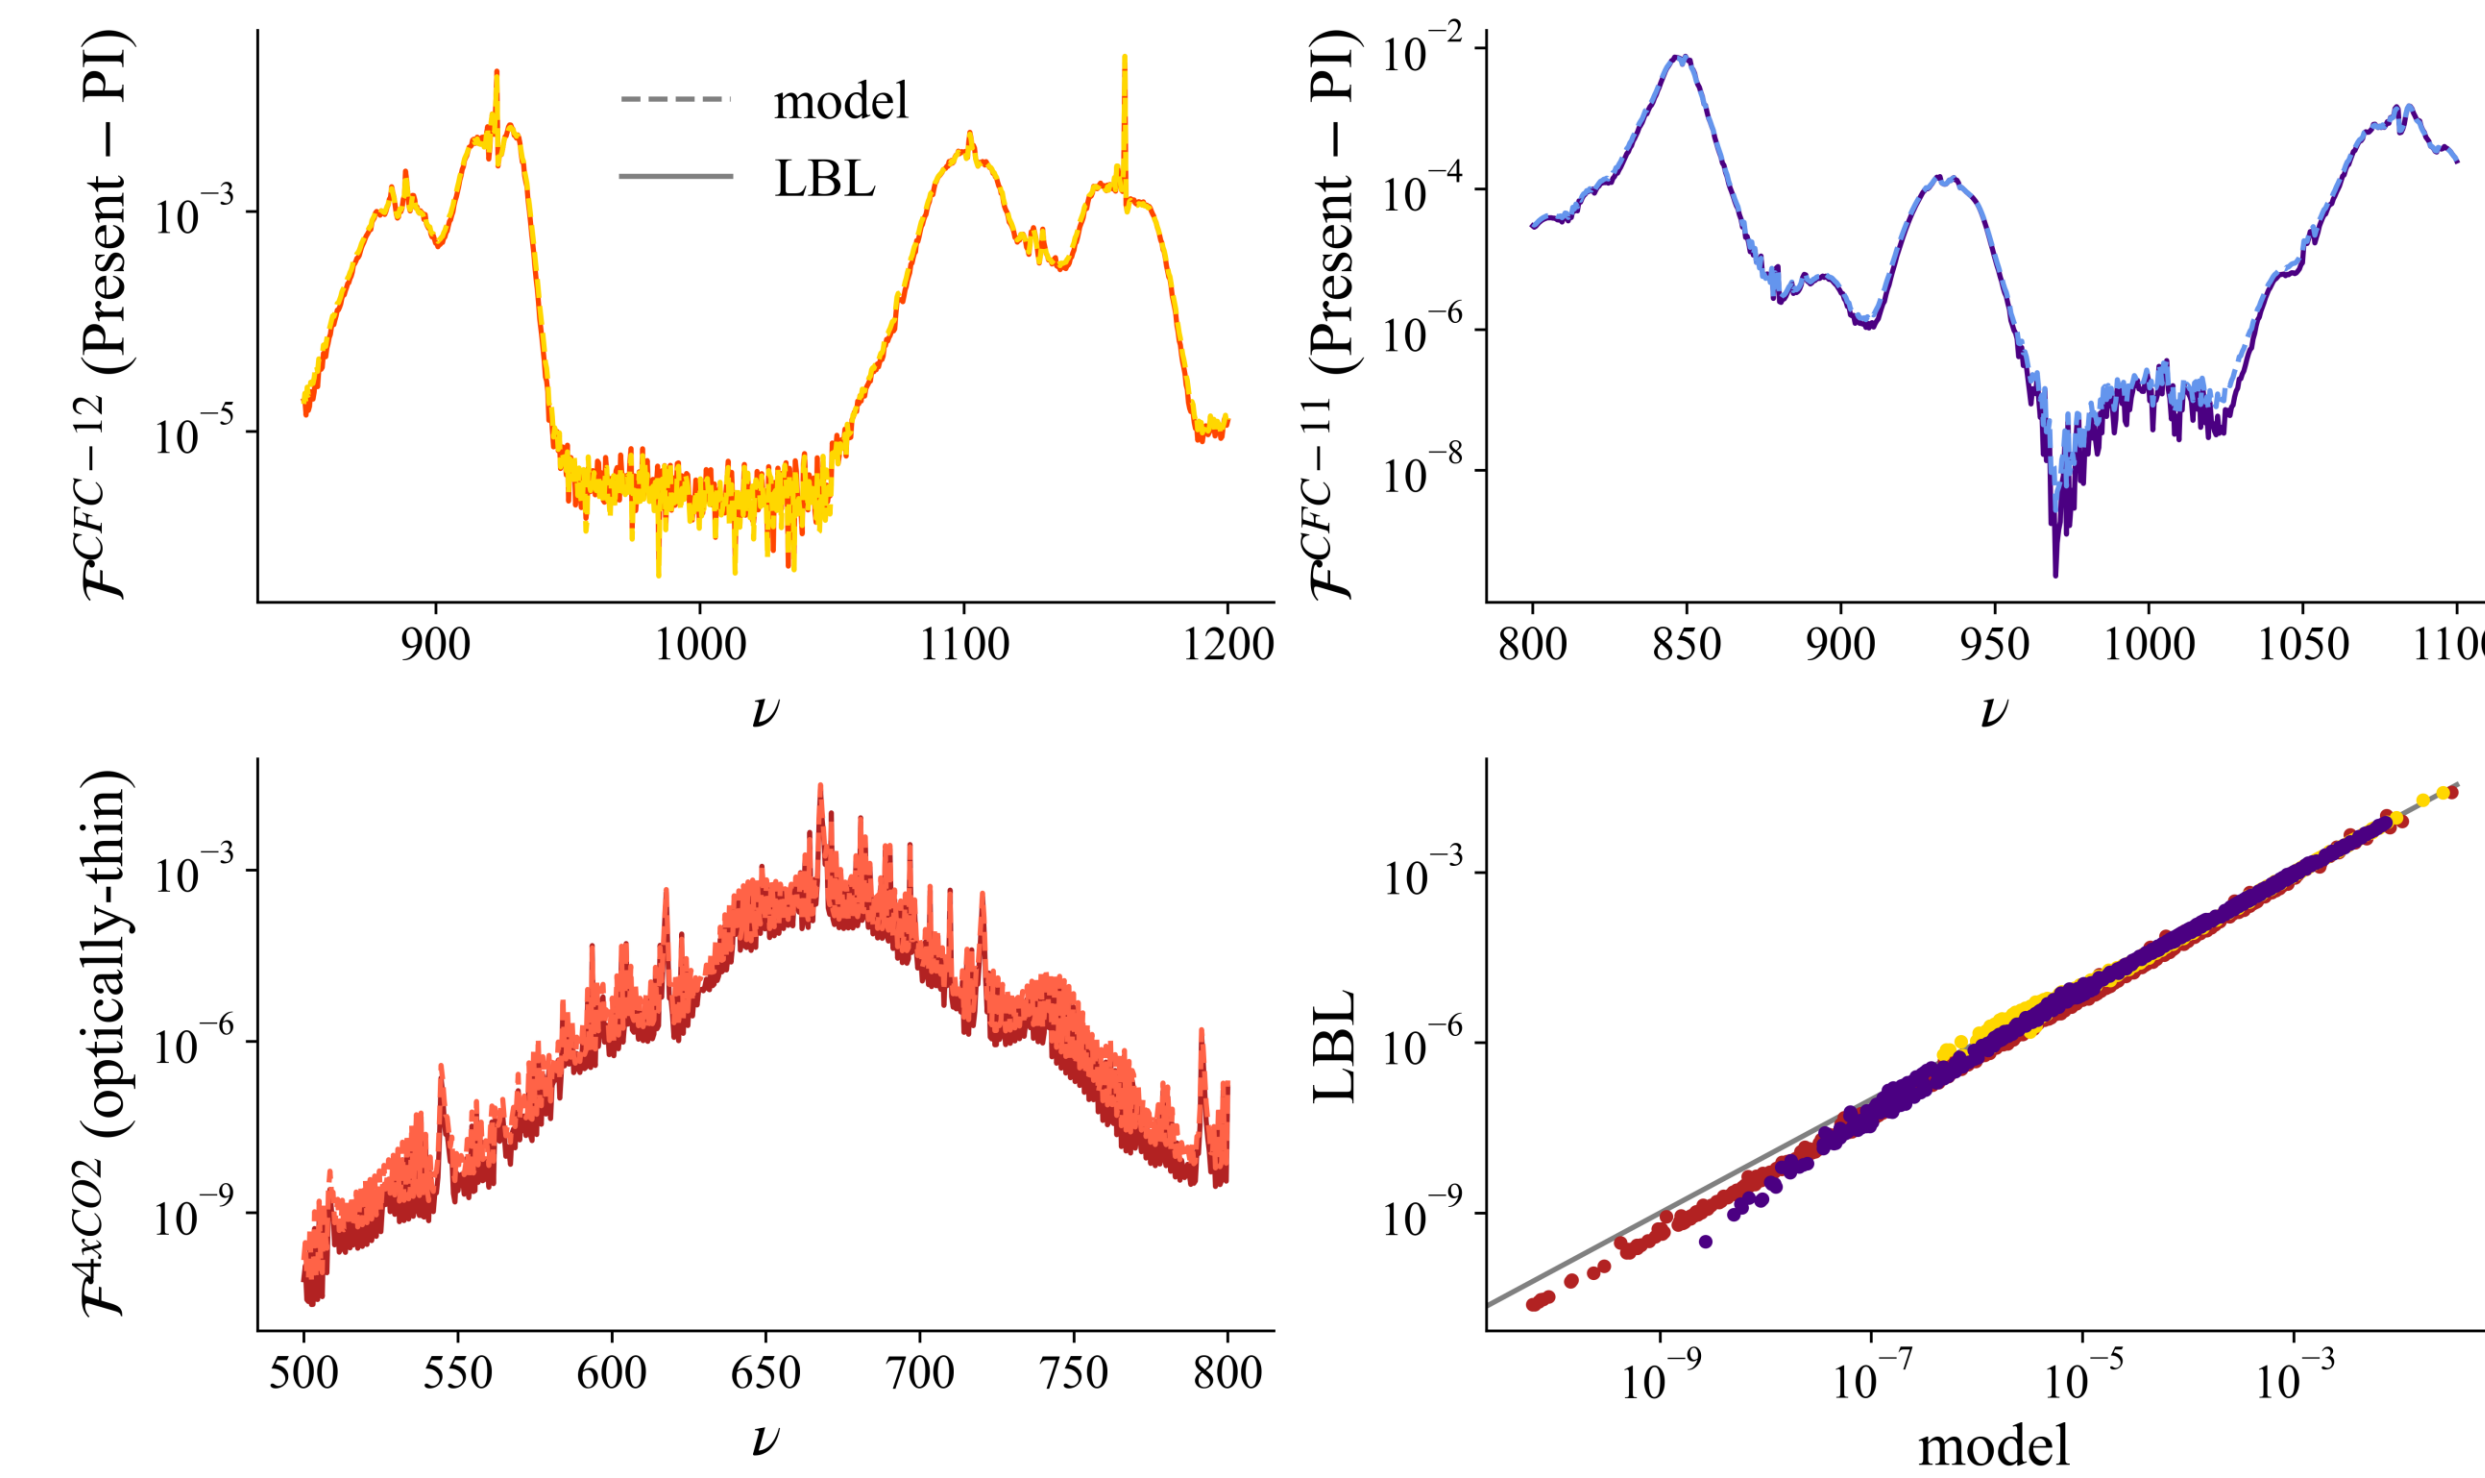 𝓕^{CFC−12} (Present − PI)
10^{−3}
10^{−5}
model
LBL
900 1000 1100 1200
ν
𝓕^{CFC−11} (Present − PI)
10^{−2}
10^{−4}
10^{−6}
10^{−8}
800 850 900 950 1000 1050
ν
𝓕^{4xCO2} (optically-thin)
10^{−3}
10^{−6}
10^{−9}
500 550 600 650 700 750 800
ν
LBL
10^{−3}
10^{−6}
10^{−9}
10^{−9} 10^{−7} 10^{−5} 10^{−3}
model